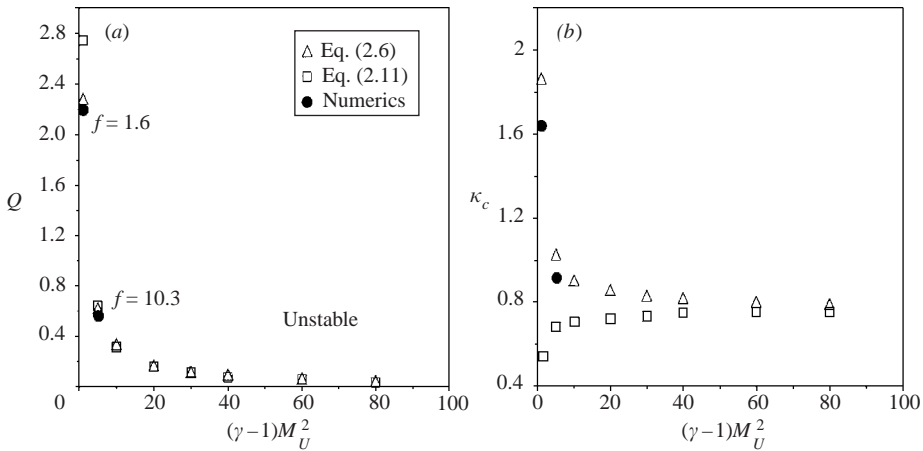 (a)
2.8
2.4
2.0
1.6
1.2
0.8
0.4
0
20
40
60
80
100
Q
(γ–1)M_U^2
Eq. (2.6)
Eq. (2.11)
Numerics
f = 1.6
f = 10.3
Unstable
(b)
2
1.6
1.2
0.8
0.4
0
20
40
60
80
100
κ_c
(γ–1)M_U^2